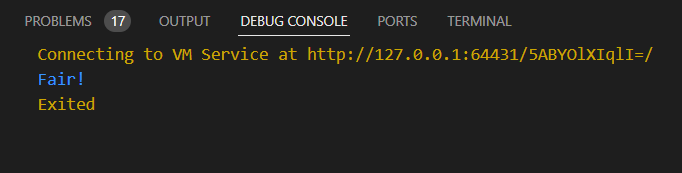 PROBLEMS 17 OUTPUT DEBUG CONSOLE PORTS TERMINAL
Connecting to VM Service at http://127.0.0.1:64431/5ABYOlXIqlI=/
Fair!
Exited